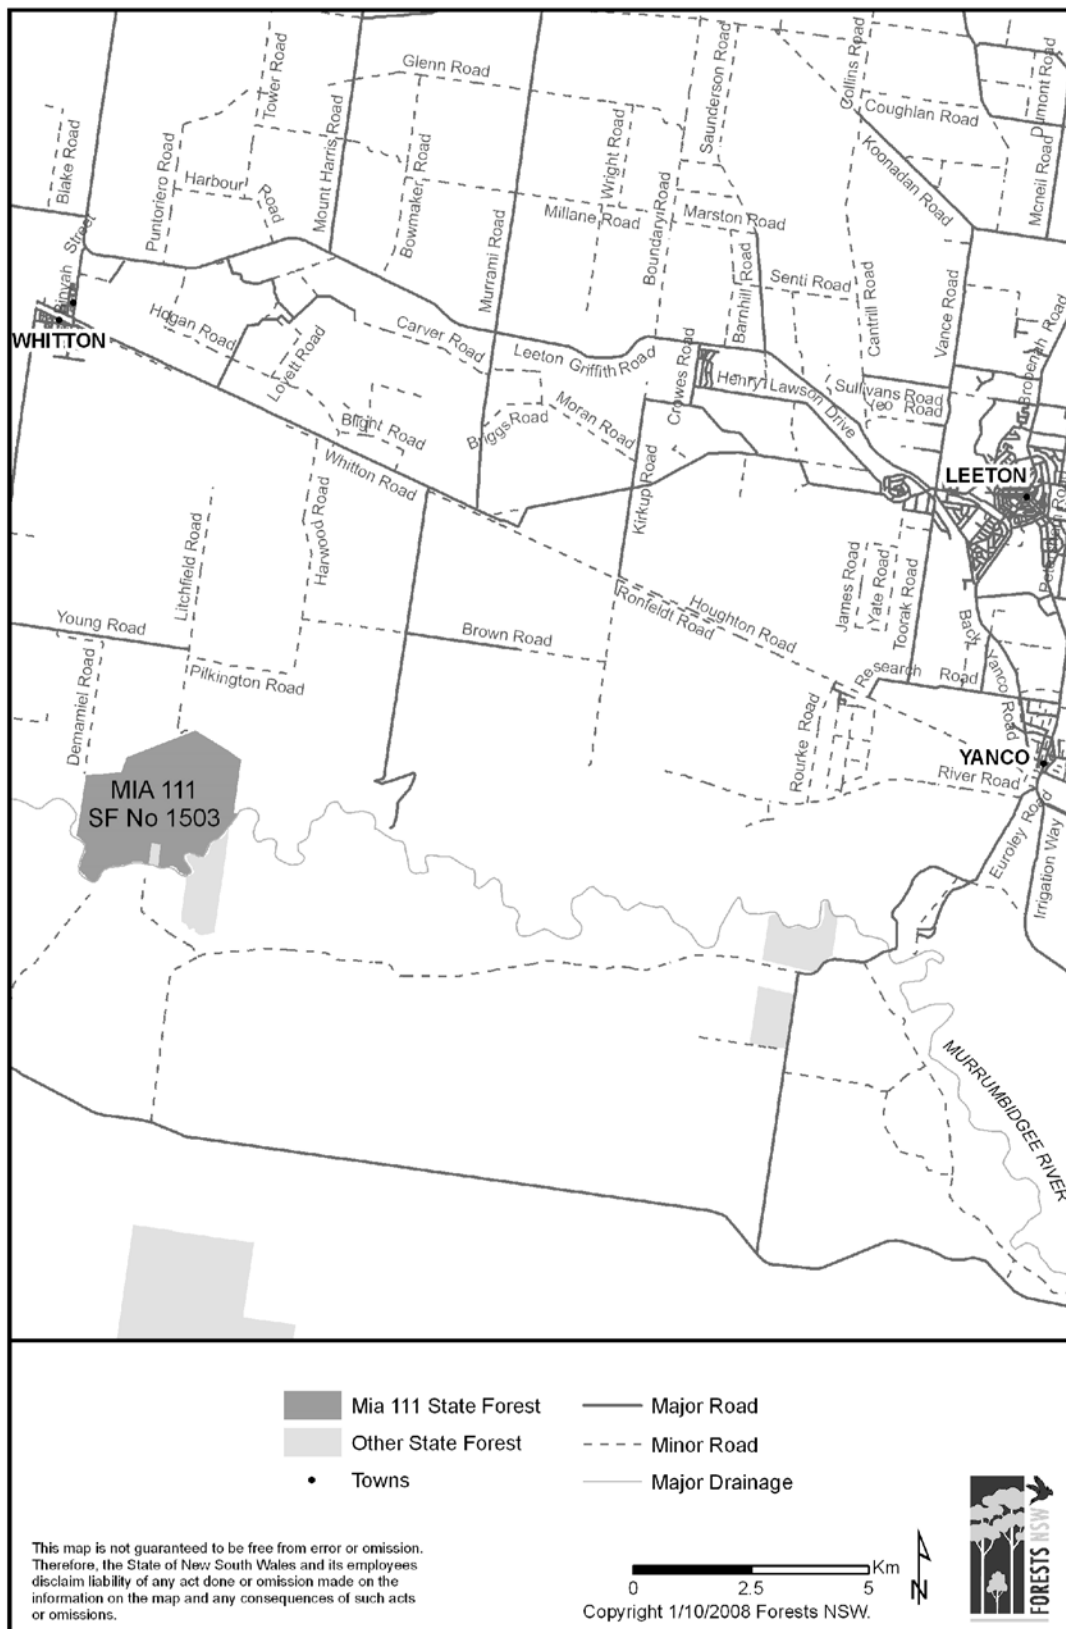 Glenn Road
Tower Road
Saunderson Road
Collins Road
Dumont Road
Coughlan Road
Blake Road
Puntoriero Road
Mount Harris Road
Bowmaker Road
Wright Road
Koonadan Road
Mcneil Road
Harbour Road
Murrami Road
Millane Road
Boundary Road
Marston Road
Binyah Street
Barnhill Road
Senti Road
Cantrill Road
Vance Road
Brobenah Road
WHITTON
Hogan Road
Lovett Road
Carver Road
Leeton Griffith Road
Crowes Road
Henry Lawson Drive
Sullivans Road
Yeo Road
Blight Road
Briggs Road
Moran Road
Whitton Road
Kirkup Road
LEETON
Litchfield Road
Harwood Road
James Road
Yate Road
Toorak Road
Young Road
Brown Road
Ronfeldt Road
Houghton Road
Back Yanco Road
Pilkington Road
Research Road
Demamiel Road
Rourke Road
YANCO
River Road
MIA 111
SF No 1503
Euroley Road
Irrigation Way
MURRUMBIDGEE RIVER
Mia 111 State Forest
Major Road
Other State Forest
Minor Road
Towns
Major Drainage
This map is not guaranteed to be free from error or omission.
Therefore, the State of New South Wales and its employees
disclaim liability of any act done or omission made on the
information on the map and any consequences of such acts
or omissions.
0 2.5 5 Km
N
Copyright 1/10/2008 Forests NSW.
FORESTS NSW